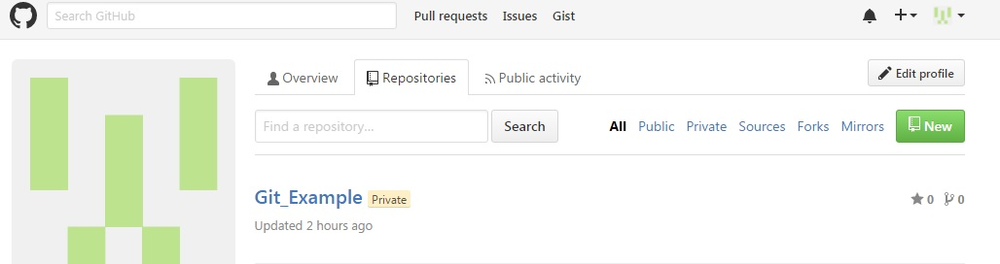 Search GitHub Pull requests Issues Gist
Overview Repositories Public activity Edit profile
Find a repository... Search All Public Private Sources Forks Mirrors New
Git_Example Private 0 0
Updated 2 hours ago